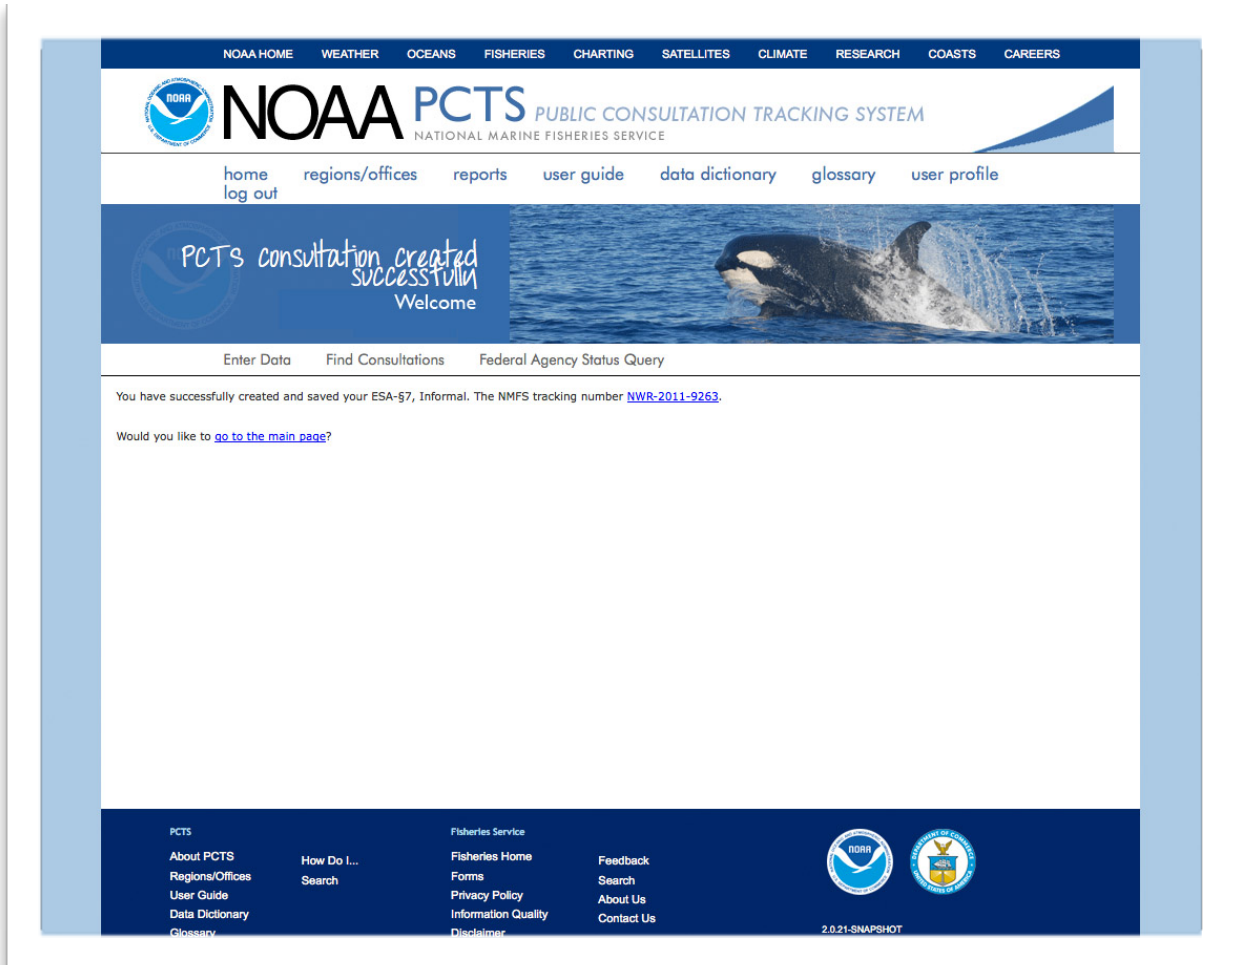 NOAA HOME WEATHER OCEANS FISHERIES CHARTING SATELLITES CLIMATE RESEARCH COASTS CAREERS
NOAA PCTS PUBLIC CONSULTATION TRACKING SYSTEM
NATIONAL MARINE FISHERIES SERVICE
home regions/offices reports user guide data dictionary glossary user profile
log out
PCTS consultation created
successfully
Welcome
Enter Data Find Consultations Federal Agency Status Query
You have successfully created and saved your ESA-§7, Informal. The NMFS tracking number NWR-2011-9263.
Would you like to go to the main page?
PCTS
About PCTS
Regions/Offices
User Guide
Data Dictionary
Glossary
How Do I...
Search
Fisheries Service
Fisheries Home
Forms
Privacy Policy
Information Quality
Disclaimer
Feedback
Search
About Us
Contact Us
NOAA
2.0.21-SNAPSHOT